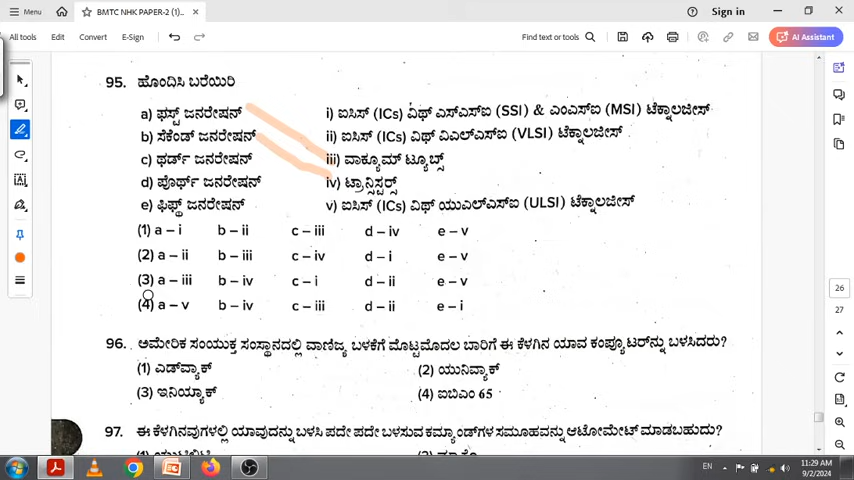 Menu
BMTC NHK PAPER-2 (1)...
Sign in
All tools Edit Convert E-Sign
Find text or tools
AI Assistant
95. ಹೊಂದಿಸಿ ಬರೆಯಿರಿ
a) ಫಸ್ಟ್ ಜನರೇಷನ್ i) ಐಸಿಸ್ (ICs) ವಿಥ್ ಎಸ್‌ಎಸ್‌ಐ (SSI) & ಎಂಎಸ್‌ಐ (MSI) ಟೆಕ್ನಾಲಜೀಸ್
b) ಸೆಕೆಂಡ್ ಜನರೇಷನ್ ii) ಐಸಿಸ್ (ICs) ವಿಥ್ ವಿಎಲ್‌ಎಸ್‌ಐ (VLSI) ಟೆಕ್ನಾಲಜೀಸ್
c) ಥರ್ಡ್ ಜನರೇಷನ್ iii) ವಾಕ್ಯೂಮ್ ಟ್ಯೂಬ್ಸ್
d) ಪೋರ್ಥ್ ಜನರೇಷನ್ iv) ಟ್ರಾನ್ಸಿಸ್ಟರ್ಸ್
e) ಫಿಫ್ಥ್ ಜನರೇಷನ್ v) ಐಸಿಸ್ (ICs) ವಿಥ್ ಯುಎಲ್‌ಎಸ್‌ಐ (ULSI) ಟೆಕ್ನಾಲಜೀಸ್
(1) a – i b – ii c – iii d – iv e – v
(2) a – ii b – iii c – iv d – i e – v
(3) a – iii b – iv c – i d – ii e – v
(4) a – v b – iv c – iii d – ii e – i
96. ಅಮೇರಿಕ ಸಂಯುಕ್ತ ಸಂಸ್ಥಾನದಲ್ಲಿ ವಾಣಿಜ್ಯ ಬಳಕೆಗೆ ಮೊಟ್ಟಮೊದಲ ಬಾರಿಗೆ ಈ ಕೆಳಗಿನ ಯಾವ ಕಂಪ್ಯೂಟರ್‌ನ್ನು ಬಳಸಿದರು?
(1) ಎಡ್‌ವ್ಯಾಕ್ (2) ಯುನಿವ್ಯಾಕ್
(3) ಇನಿಯ್ಯಾಕ್ (4) ಐಬಿಎಂ 65
97. ಈ ಕೆಳಗಿನವುಗಳಲ್ಲಿ ಯಾವುದನ್ನು ಬಳಸಿ ಪದೇ ಪದೇ ಬಳಸುವ ಕಮ್ಯಾಂಡ್‌ಗಳ ಸಮೂಹವನ್ನು ಆಟೋಮೇಟ್ ಮಾಡಬಹುದು?
26
27
EN
11:29 AM
9/2/2024